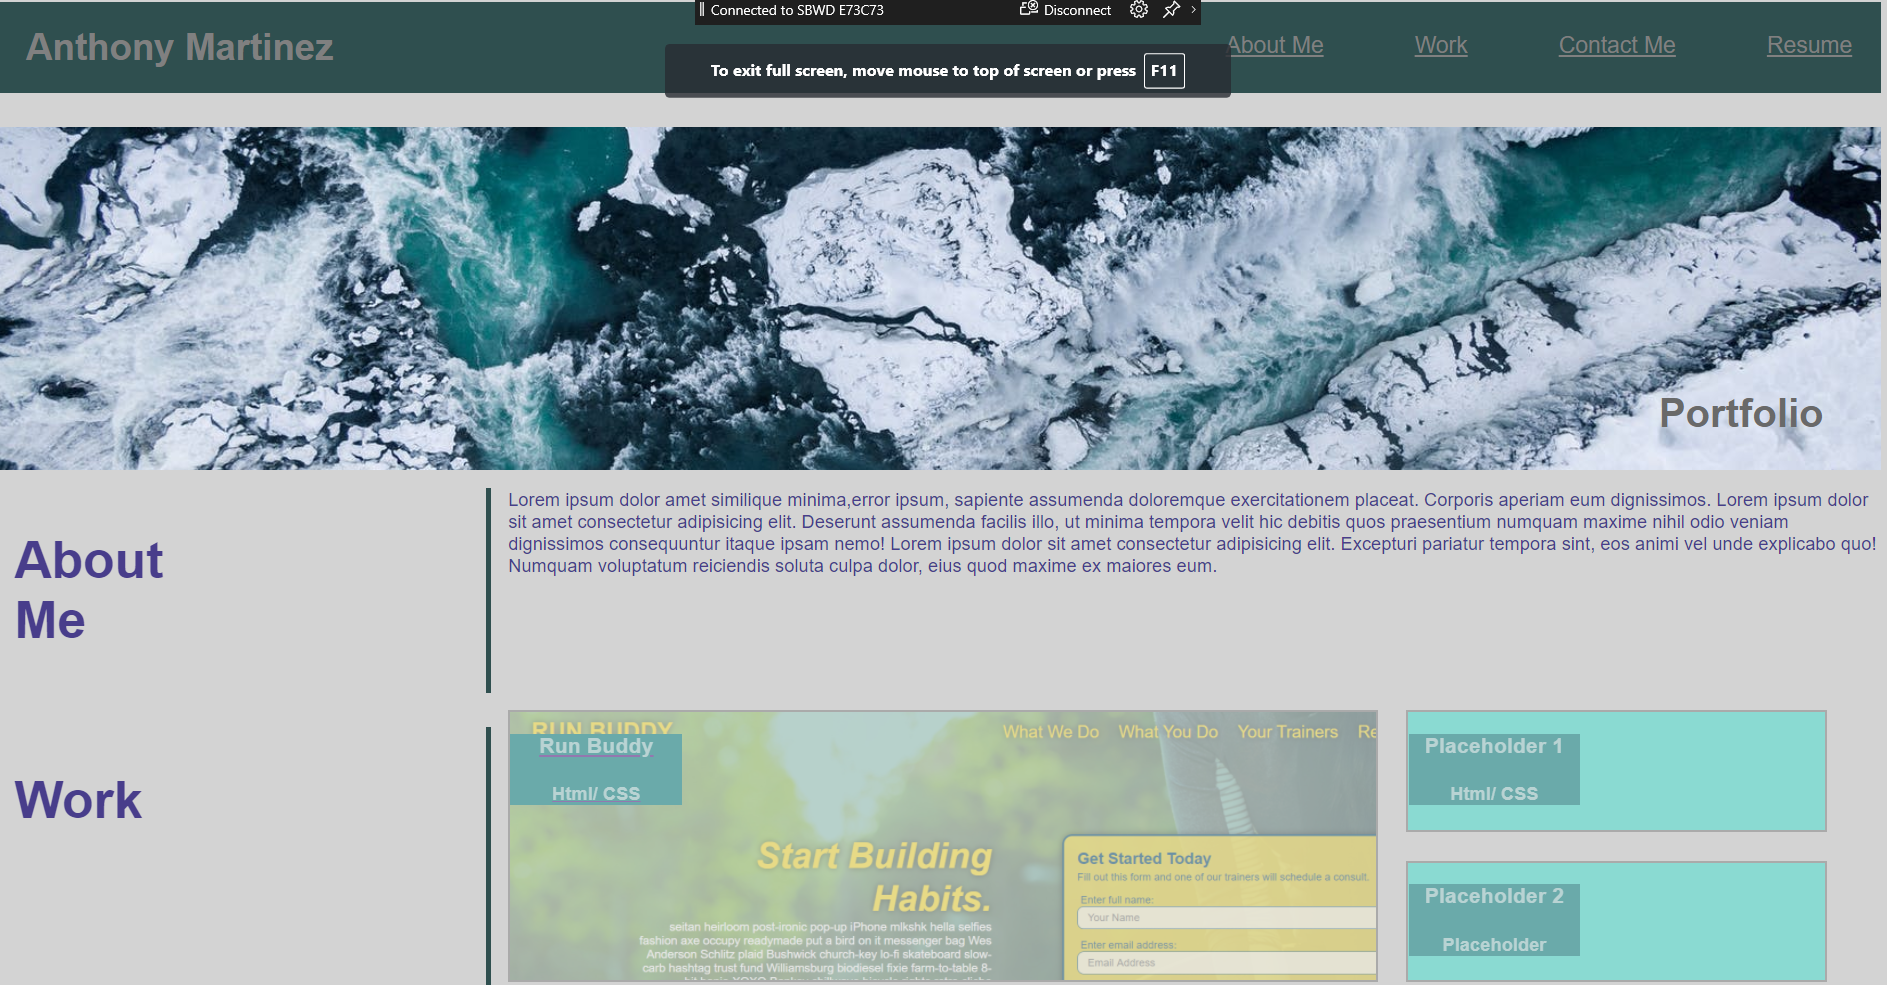 Connected to SBWD E73C73
Disconnect
To exit full screen, move mouse to top of screen or press F11
Anthony Martinez
About Me
Work
Contact Me
Resume
Portfolio
About
Me
Lorem ipsum dolor amet similique minima,error ipsum, sapiente assumenda doloremque exercitationem placeat. Corporis aperiam eum dignissimos. Lorem ipsum dolor
sit amet consectetur adipisicing elit. Deserunt assumenda facilis illo, ut minima tempora velit hic debitis quos praesentium numquam maxime nihil odio veniam
dignissimos consequuntur itaque ipsam nemo! Lorem ipsum dolor sit amet consectetur adipisicing elit. Excepturi pariatur tempora sint, eos animi vel unde explicabo quo!
Numquam voluptatum reiciendis soluta culpa dolor, eius quod maxime ex maiores eum.
Work
RUN BUDDY
What We Do
What You Do
Your Trainers
Re
Run Buddy
Html/ CSS
Start Building
Habits.
seitan heirloom post-ironic pop-up iPhone mlkshk hella selfies
fashion axe occupy readymade put a bird on it messenger bag Wes
Anderson Schlitz plaid Bushwick church-key lo-fi skateboard slow-
carb hashtag trust fund Williamsburg biodiesel fixie farm-to-table 8-
Get Started Today
Fill out this form and one of our trainers will schedule a consult.
Enter full name:
Your Name
Enter email address:
Email Address
Placeholder 1
Html/ CSS
Placeholder 2
Placeholder